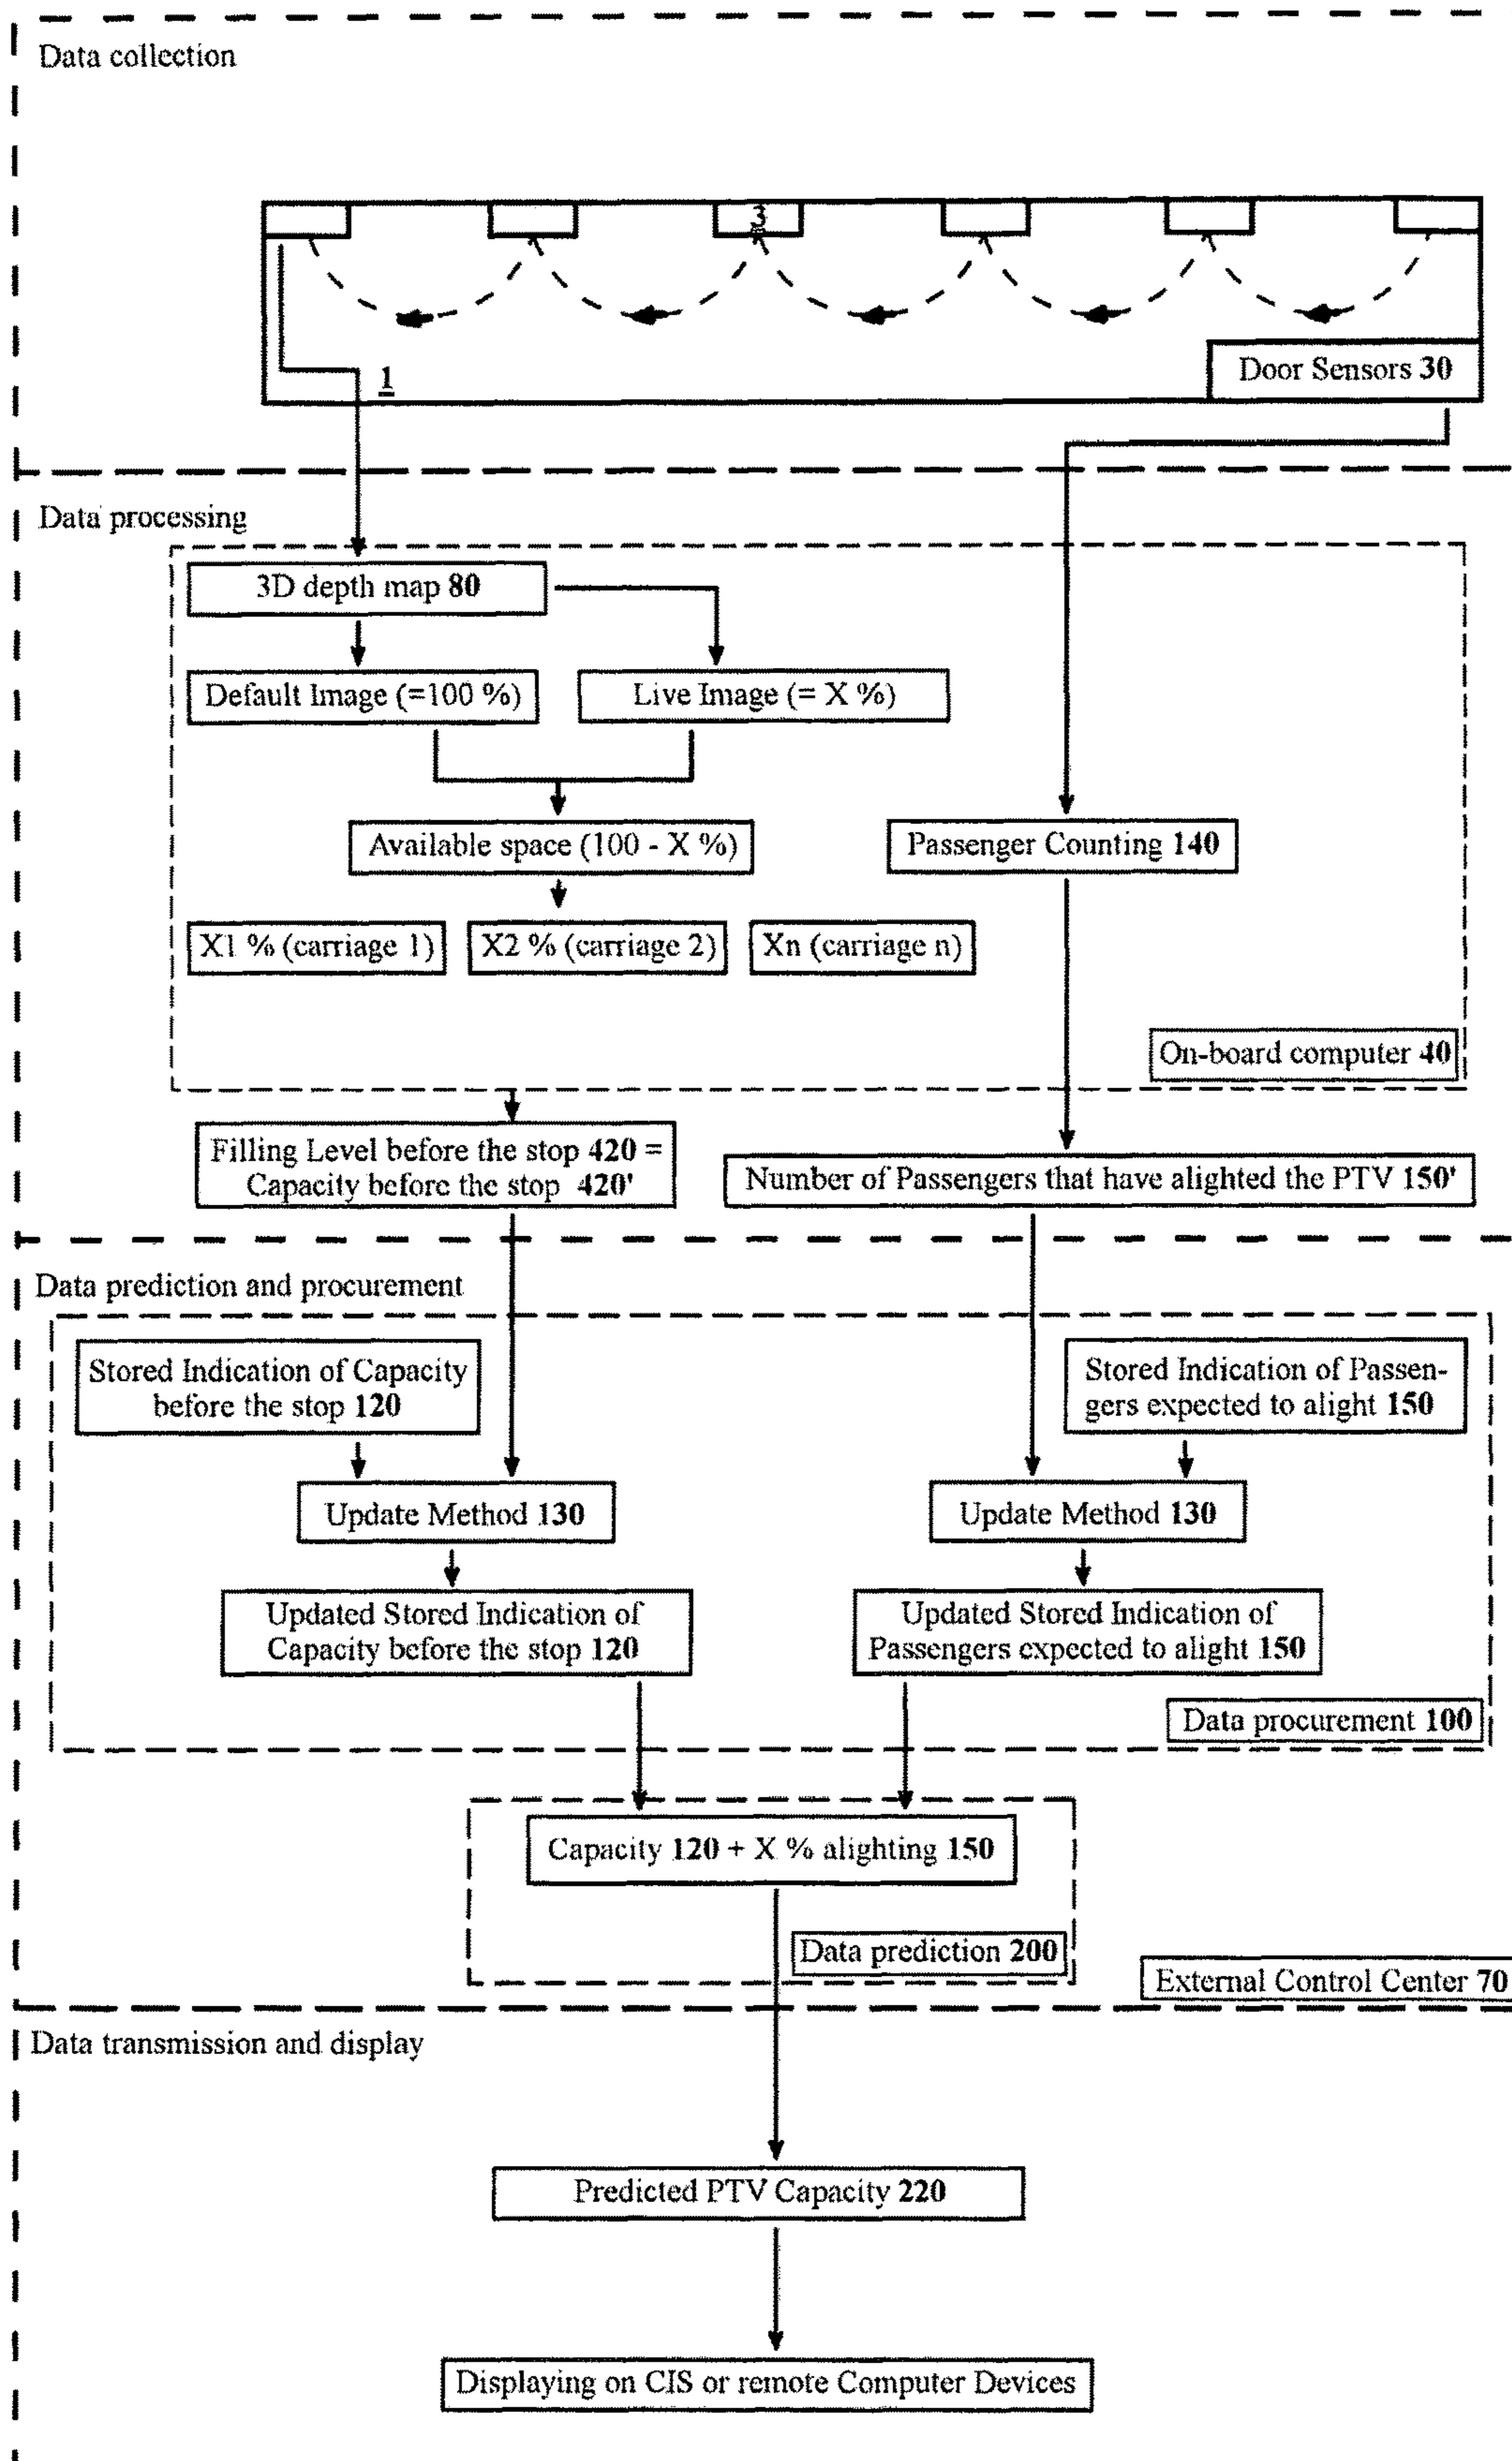 Data collection
3
1
Door Sensors 30
Data processing
3D depth map 80
Default Image (=100 %)
Live Image (= X %)
Available space (100 - X %)
Passenger Counting 140
X1 % (carriage 1)
X2 % (carriage 2)
Xn (carriage n)
On-board computer 40
Filling Level before the stop 420 =
Capacity before the stop 420'
Number of Passengers that have alighted the PTV 150'
Data prediction and procurement
Stored Indication of Capacity
before the stop 120
Stored Indication of Passen-
gers expected to alight 150
Update Method 130
Update Method 130
Updated Stored Indication of
Capacity before the stop 120
Updated Stored Indication of
Passengers expected to alight 150
Data procurement 100
Capacity 120 + X % alighting 150
Data prediction 200
External Control Center 70
Data transmission and display
Predicted PTV Capacity 220
Displaying on CIS or remote Computer Devices